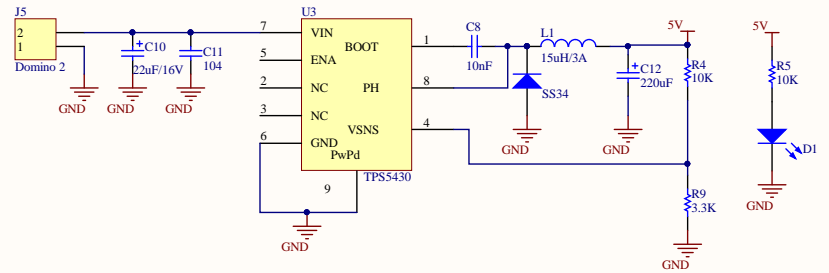 J5
2
1
Domino 2
GND
C10
22uF/16V
GND
C11
104
GND
U3
7
VIN
5
ENA
2
NC
3
NC
6
GND
BOOT
1
PH
8
VSNS
4
PwPd
9
TPS5430
GND
C8
10nF
SS34
GND
L1
15uH/3A
C12
220uF
GND
5V
R4
10K
R9
3.3K
GND
5V
R5
10K
D1
GND